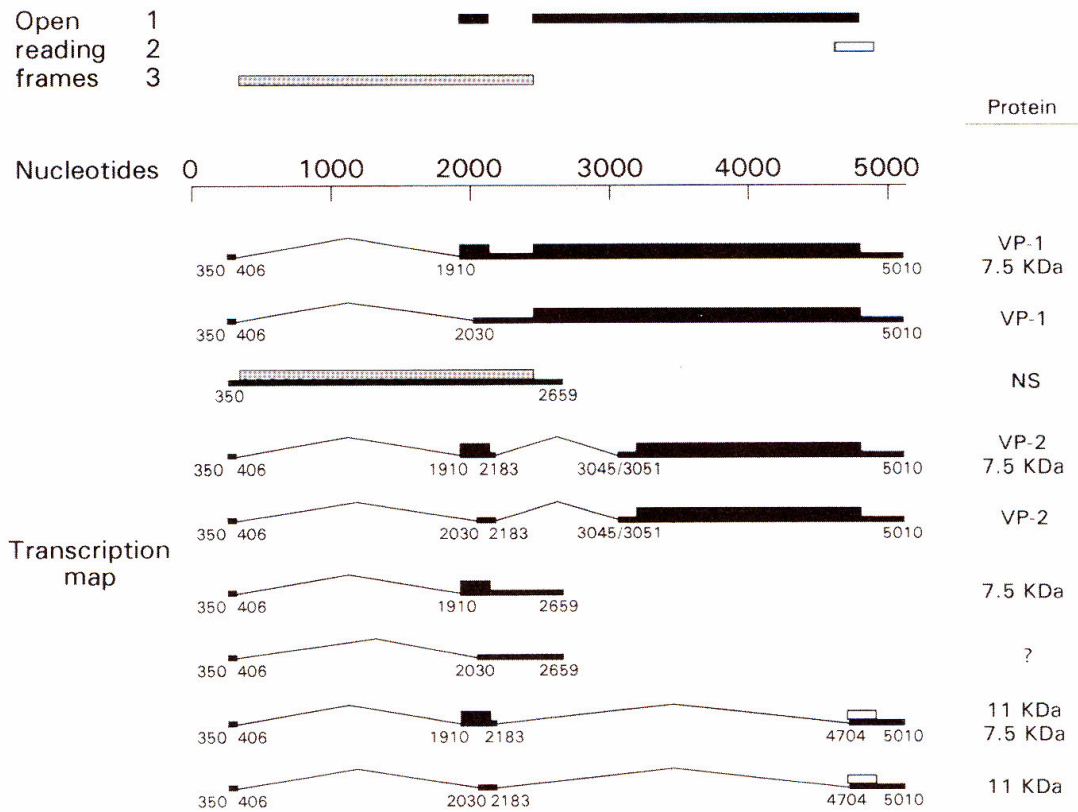 Open 1
reading 2
frames 3
Protein
Nucleotides 0 1000 2000 3000 4000 5000
VP-1
350 406 1910 5010 7.5 KDa
350 406 2030 5010 VP-1
350 2659 NS
VP-2
350 406 1910 2183 3045/3051 5010 7.5 KDa
350 406 2030 2183 3045/3051 5010 VP-2
Transcription
map
350 406 1910 2659 7.5 KDa
350 406 2030 2659 ?
11 KDa
350 406 1910 2183 4704 5010 7.5 KDa
350 406 2030 2183 4704 5010 11 KDa